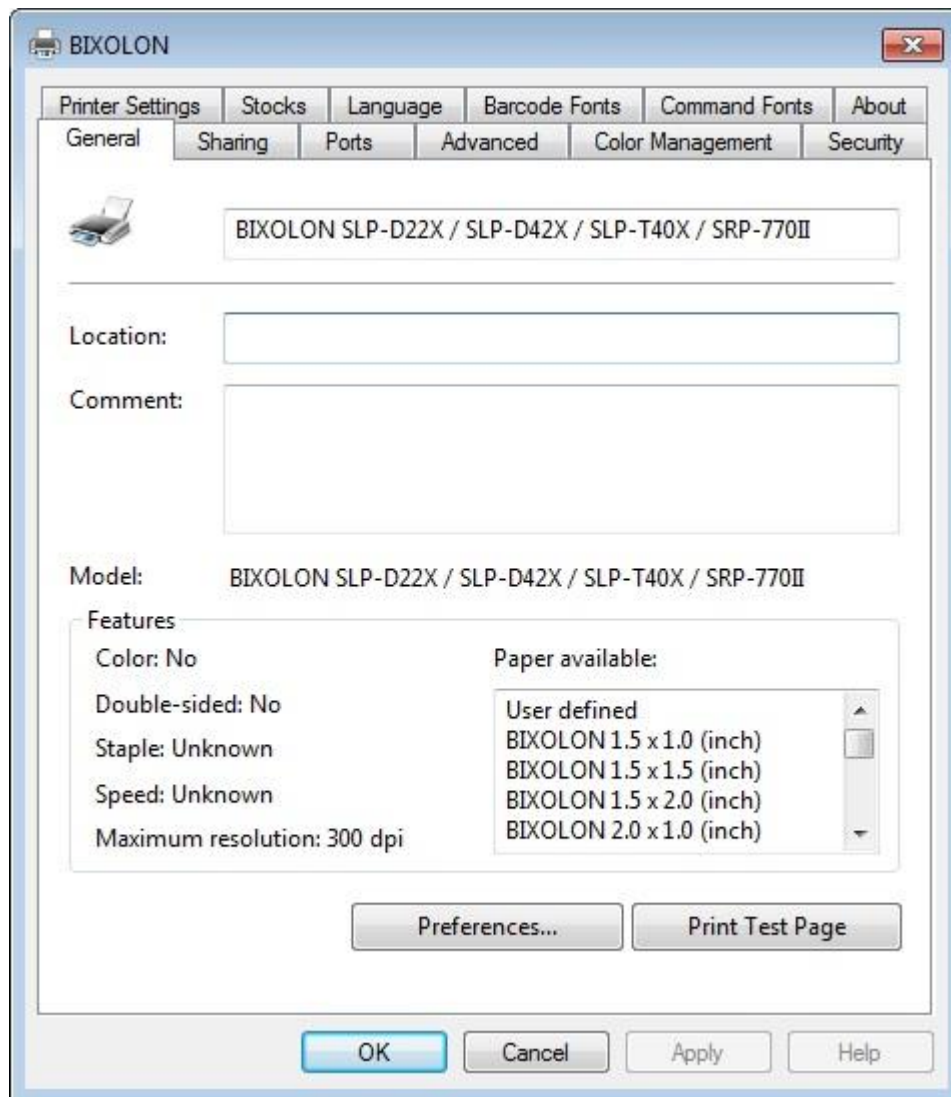 BIXOLON
Printer Settings Stocks Language Barcode Fonts Command Fonts About
General Sharing Ports Advanced Color Management Security
BIXOLON SLP-D22X / SLP-D42X / SLP-T40X / SRP-770II
Location:
Comment:
Model: BIXOLON SLP-D22X / SLP-D42X / SLP-T40X / SRP-770II
Features
Color: No
Double-sided: No
Staple: Unknown
Speed: Unknown
Maximum resolution: 300 dpi
Paper available:
User defined
BIXOLON 1.5 x 1.0 (inch)
BIXOLON 1.5 x 1.5 (inch)
BIXOLON 1.5 x 2.0 (inch)
BIXOLON 2.0 x 1.0 (inch)
Preferences... Print Test Page
OK Cancel Apply Help